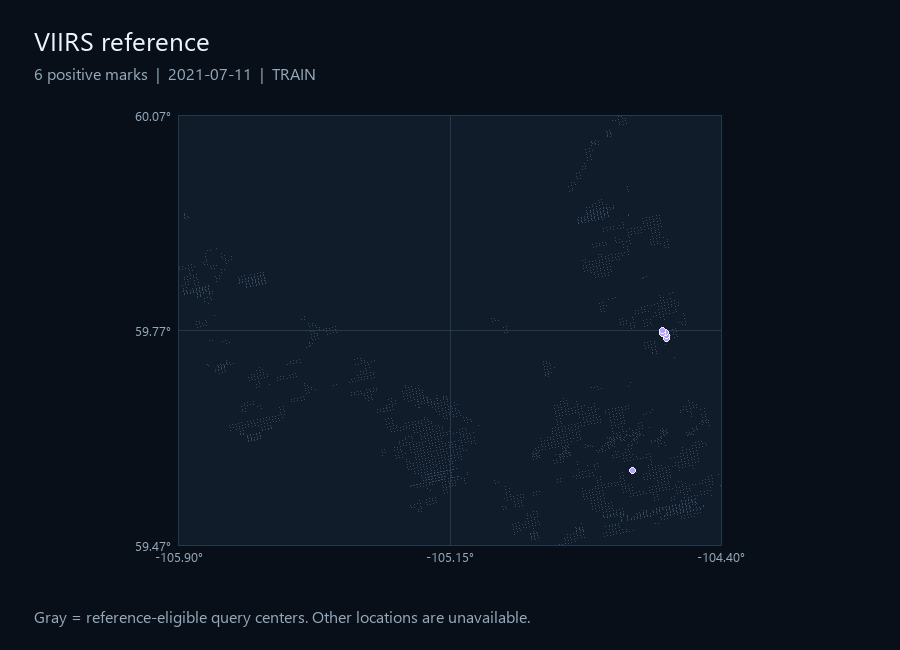 VIIRS reference
6 positive marks | 2021-07-11 | TRAIN
60.07°
59.77°
59.47°
-105.90°
-105.15°
-104.40°
Gray = reference-eligible query centers. Other locations are unavailable.